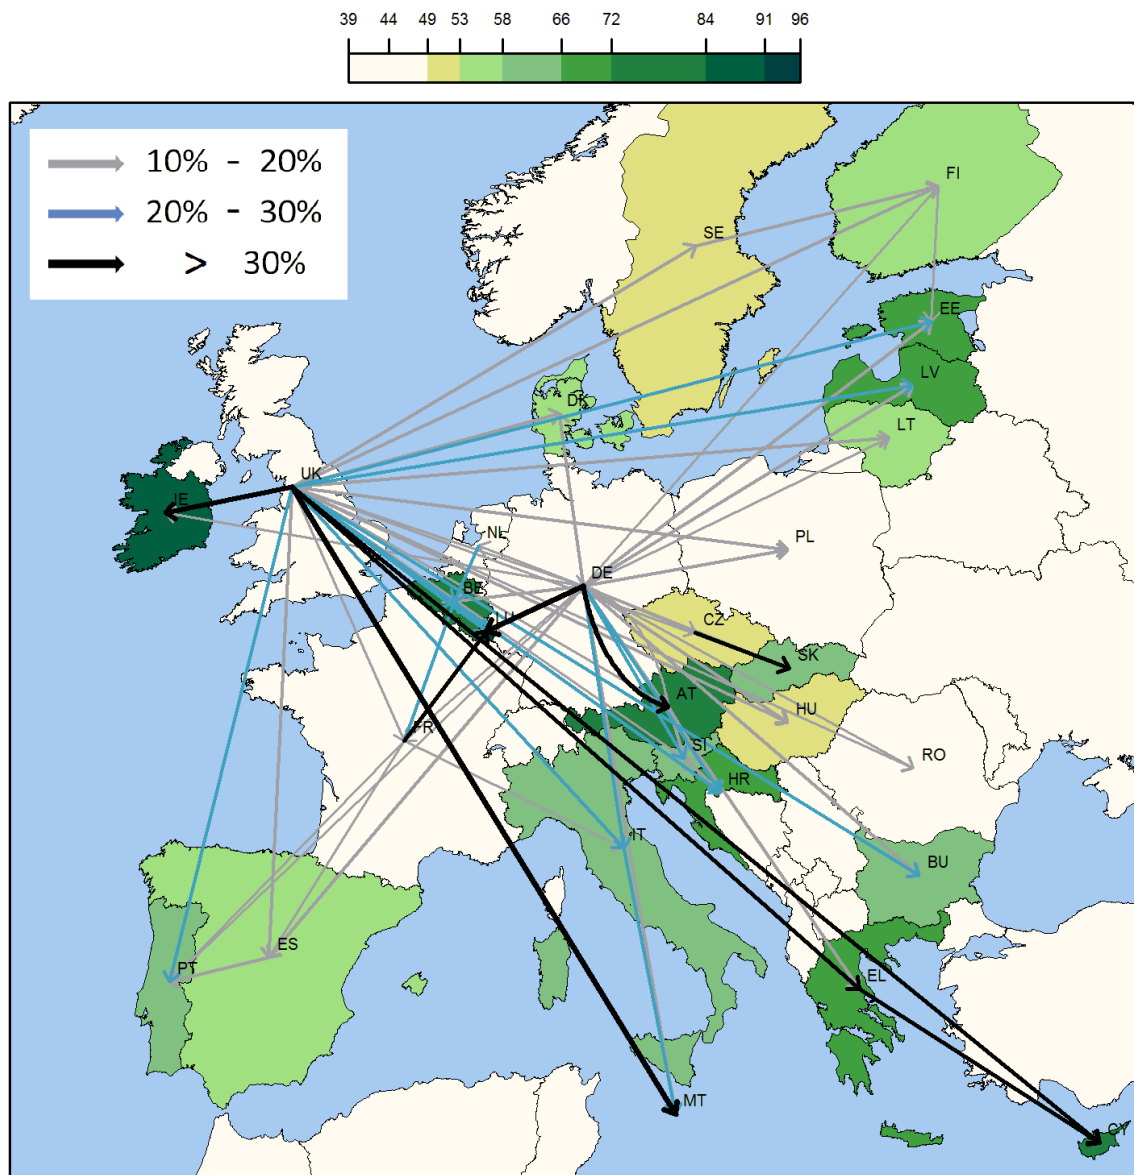 39 44 49 53 58 66 72 84 91 96
10% - 20%
20% - 30%
> 30%
FI
SE
EE
LV
DK
LT
UK
IE
NL
PL
DE
BE
LU
CZ
SK
AT
HU
FR
SI
RO
HR
IT
BU
ES
PT
EL
MT
CY